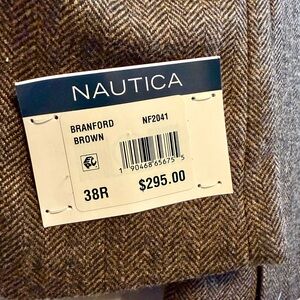 NAUTICA
BRANFORD NF2041
BROWN
1 90468 65675 5
38R $295.00